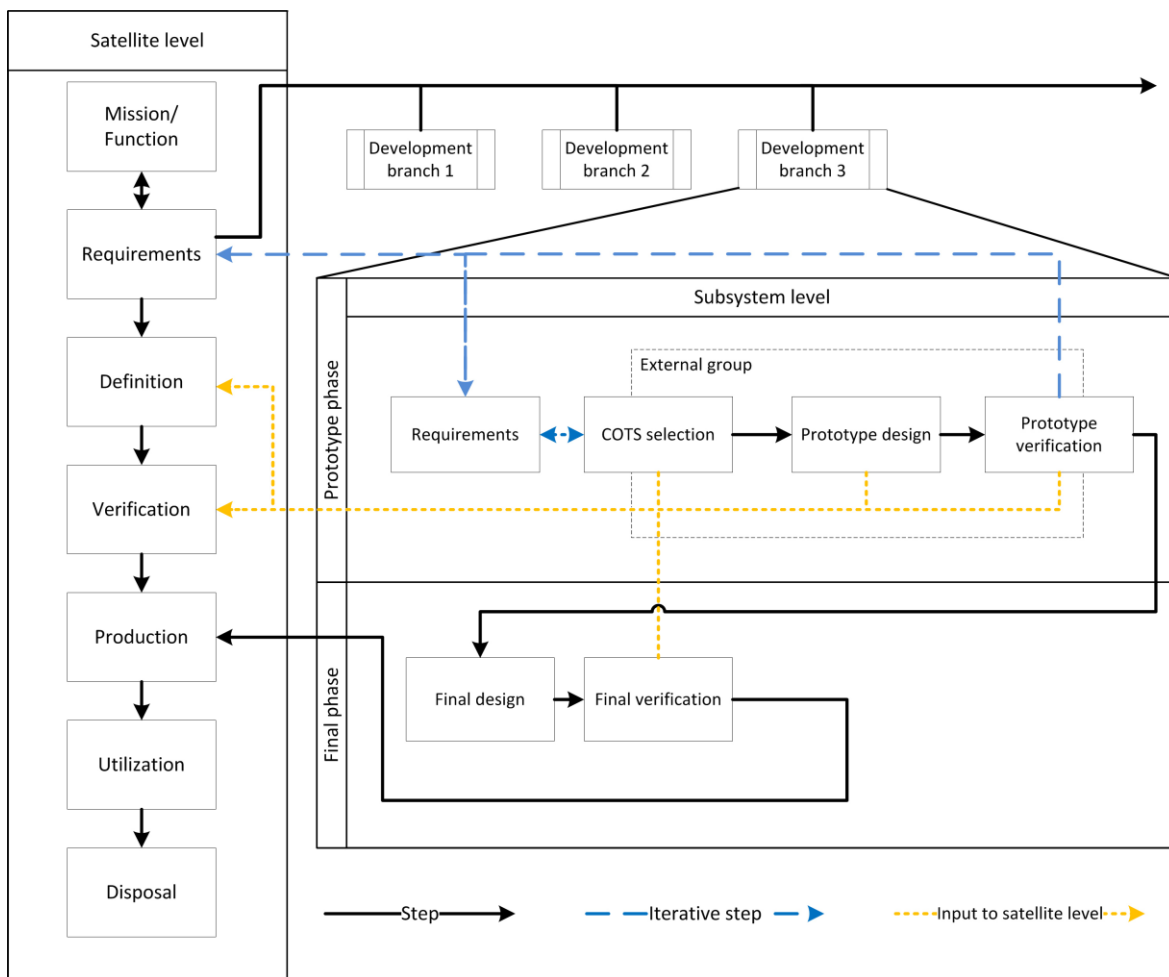 Satellite level
Mission/
Function
Requirements
Definition
Verification
Production
Utilization
Disposal
Development
branch 1
Development
branch 2
Development
branch 3
Subsystem level
Prototype phase
External group
Requirements
COTS selection
Prototype design
Prototype
verification
Final phase
Final design
Final verification
Step
Iterative step
Input to satellite level